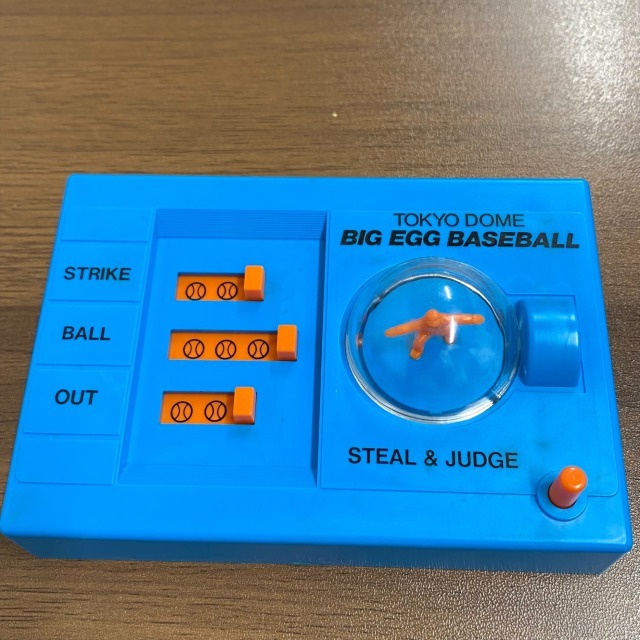 TOKYO DOME
BIG EGG BASEBALL
STRIKE
BALL
OUT
STEAL & JUDGE